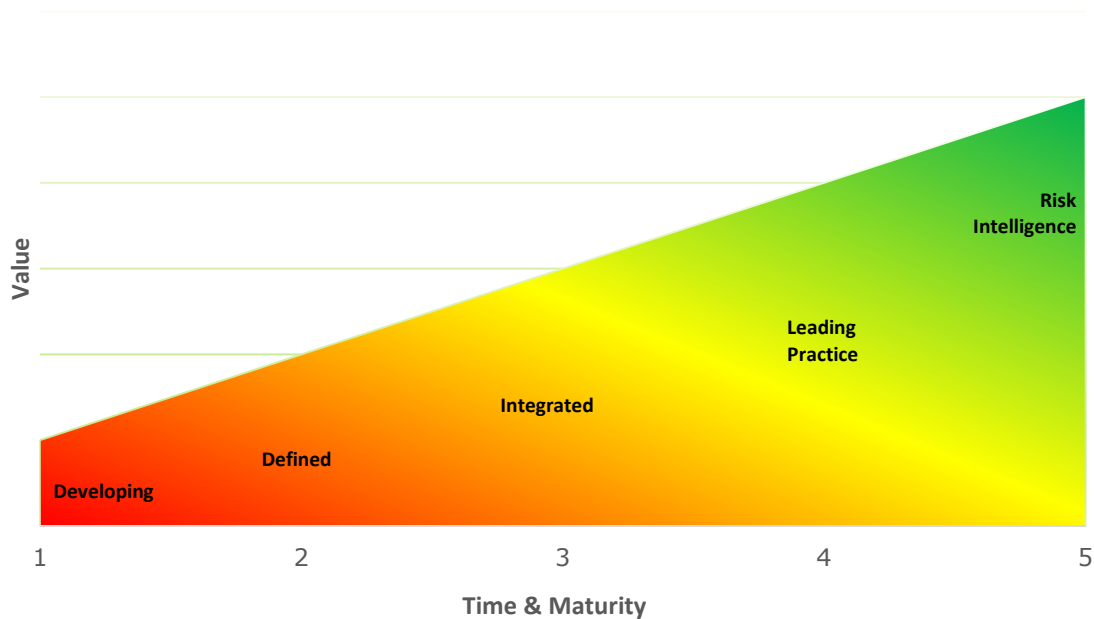 Risk
Intelligence
Value
Leading
Practice
Integrated
Defined
Developing
1 2 3 4 5
Time & Maturity